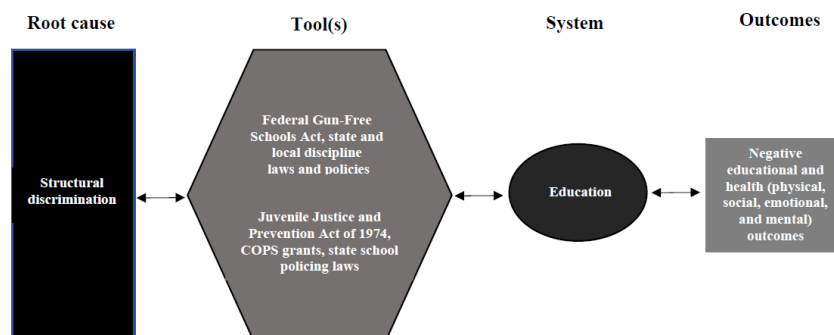 Root cause
Tool(s)
System
Outcomes
Structural
discrimination
Federal Gun-Free
Schools Act, state and
local discipline
laws and policies
Juvenile Justice and
Prevention Act of 1974,
COPS grants, state school
policing laws
Education
Negative
educational and
health (physical,
social, emotional,
and mental)
outcomes